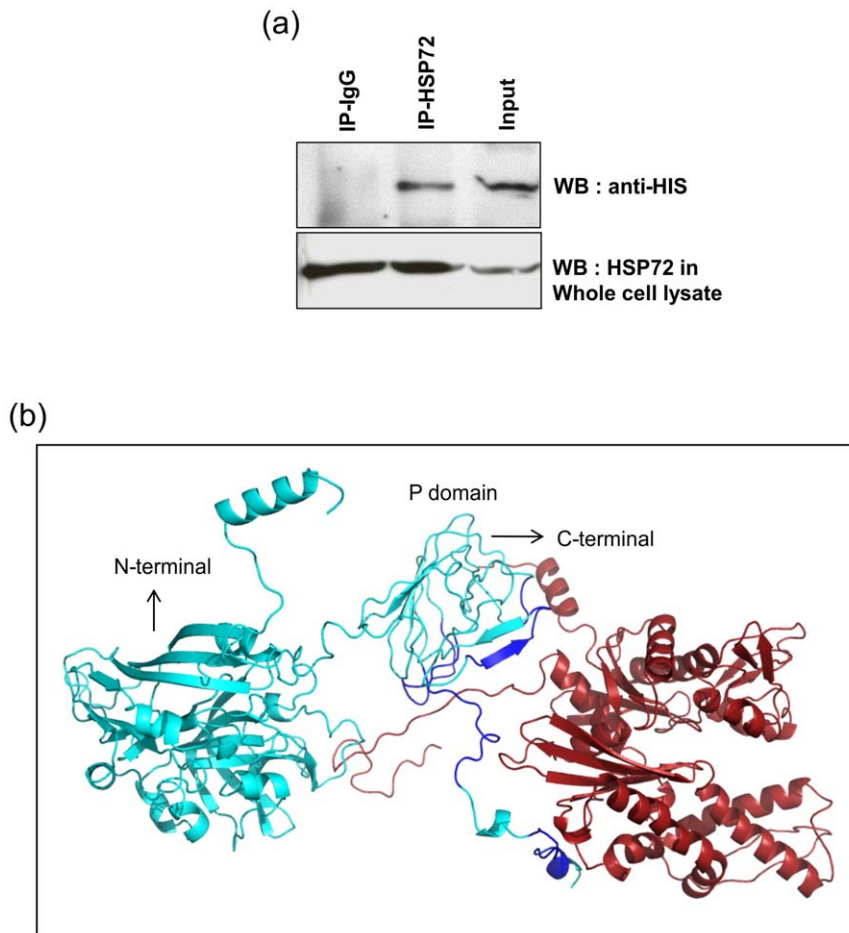 (a)
IP-IgG
IP-HSP72
Input
WB : anti-HIS
WB : HSP72 in
Whole cell lysate
(b)
P domain
C-terminal
N-terminal